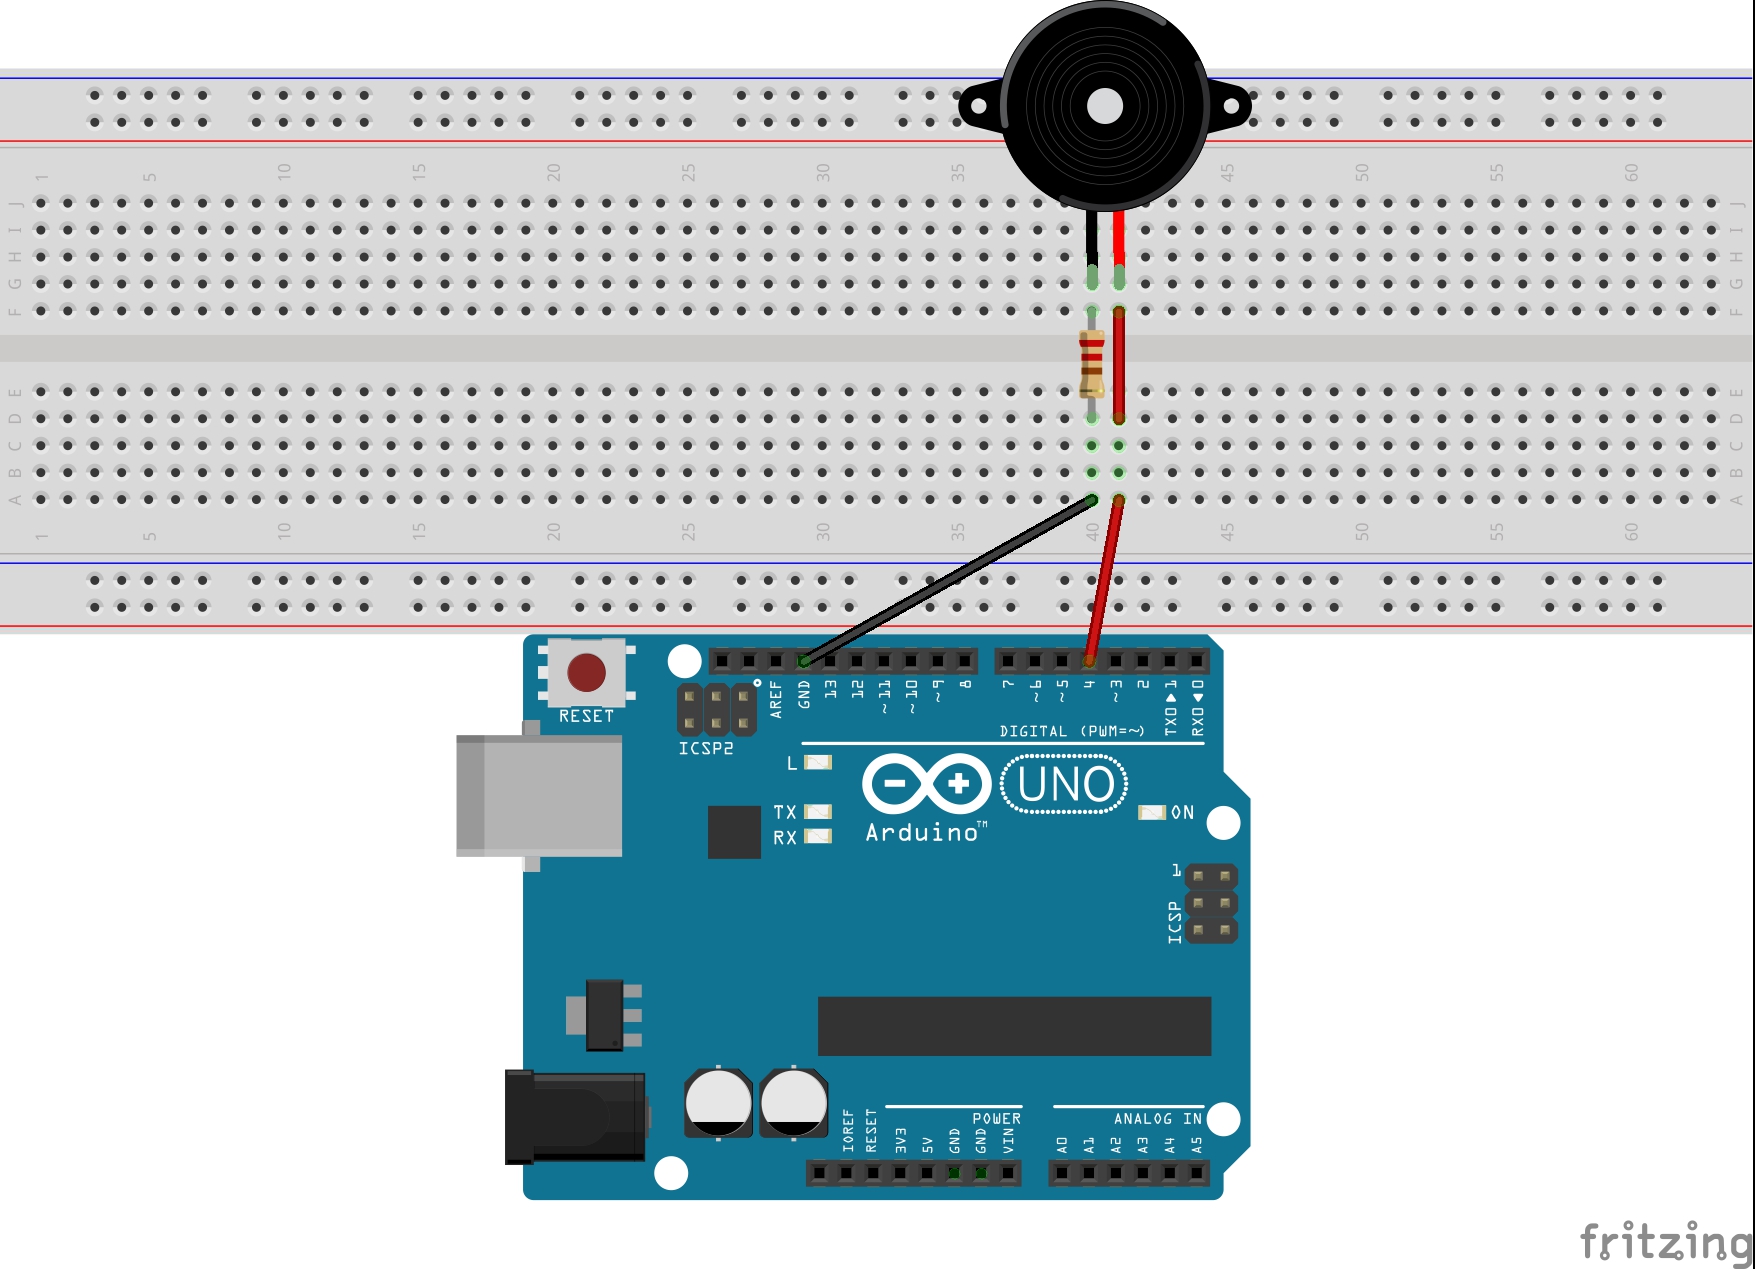 1 5 10 15 20 25 30 35 45 50 55 60
J J
I I
H H
G G
F F
E E
D D
C C
B B
A A
1 5 10 15 20 25 30 35 40 45 50 55 60
RESET
AREF GND 13 12 ~11 ~10 ~9 8 7 ~6 ~5 4 ~3 2 TX0▶1 RX0◀0
ICSP2
DIGITAL (PWM=~)
L
TX
RX
UNO
Arduino™
ON
1
ICSP
POWER
ANALOG IN
IOREF RESET 3V3 5V GND GND VIN A0 A1 A2 A3 A4 A5
fritzing